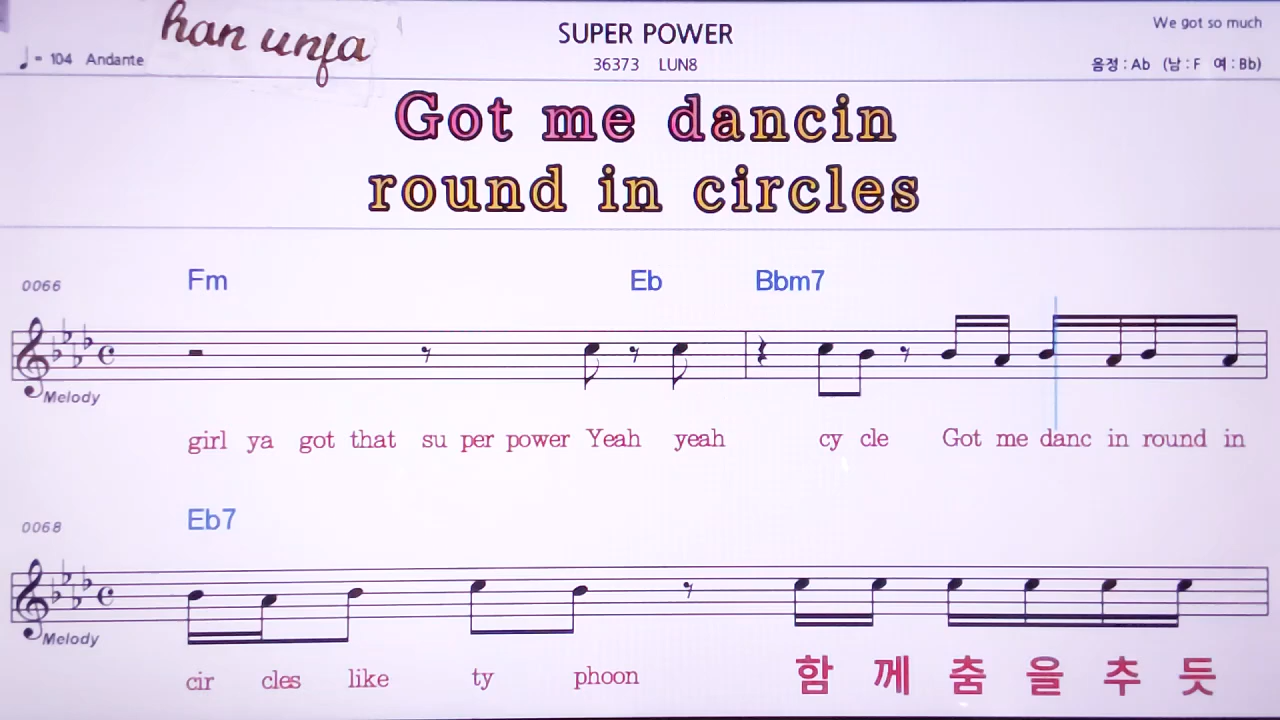 han unja
SUPER POWER
We got so much
♩ = 104 Andante
36373 LUN8
음정 : Ab (남 : F 여 : Bb)
Got me dancin
round in circles
0066
Fm Eb Bbm7
Melody
girl ya got that su per power Yeah yeah cy cle Got me danc in round in
0068
Eb7
Melody
cir cles like ty phoon 함 께 춤 을 추 듯